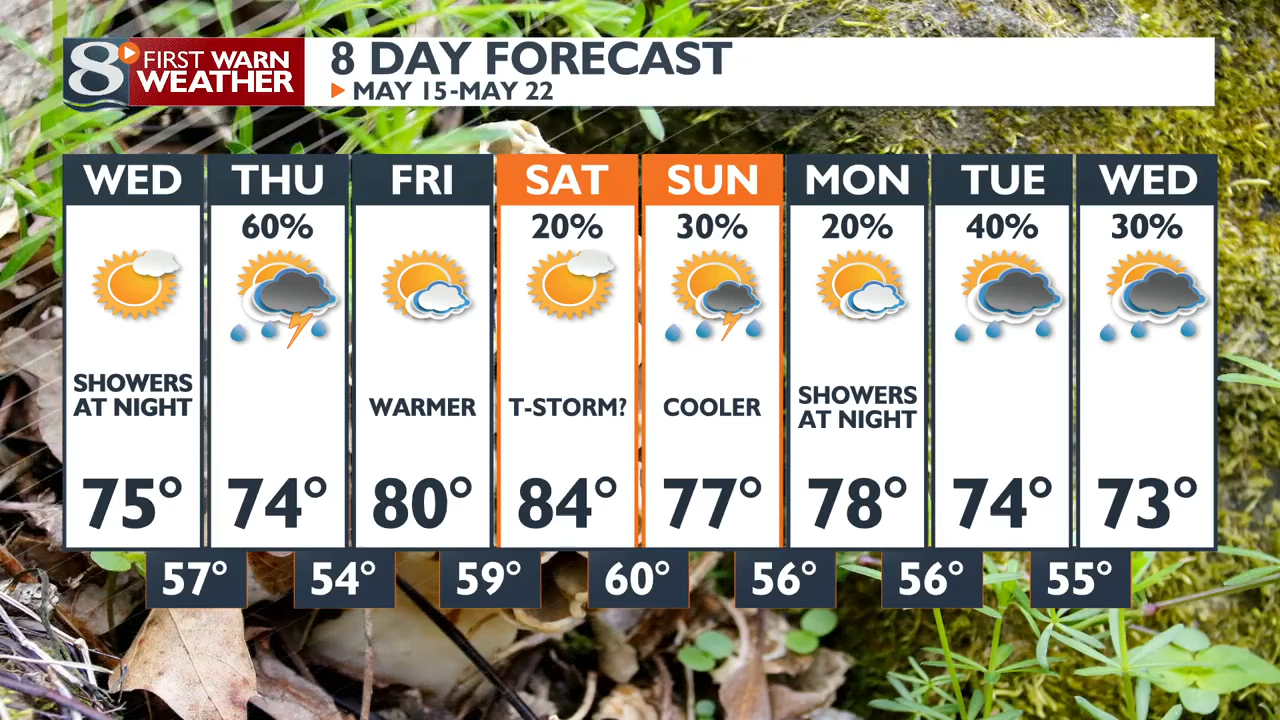 8 FIRST WARN
WEATHER
8 DAY FORECAST
MAY 15-MAY 22
WED THU FRI SAT SUN MON TUE WED
60% 20% 30% 20% 40% 30%
SHOWERS
AT NIGHT
WARMER
T-STORM?
COOLER
SHOWERS
AT NIGHT
75° 74° 80° 84° 77° 78° 74° 73°
57° 54° 59° 60° 56° 56° 55°